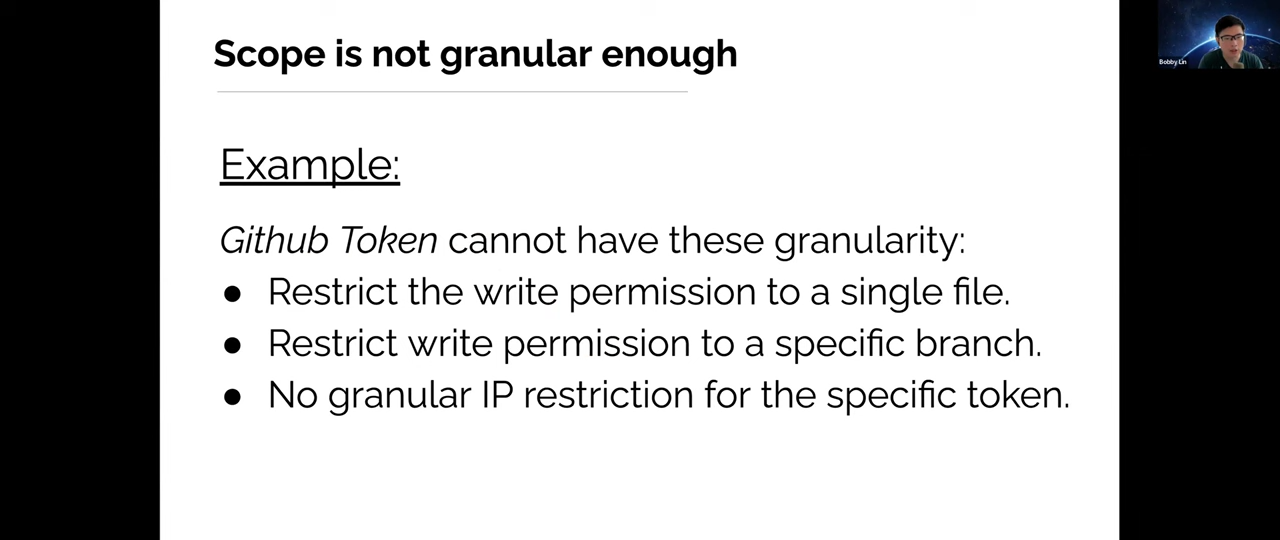 Scope is not granular enough
Bobby Lin
Example:
Github Token cannot have these granularity:
● Restrict the write permission to a single file.
● Restrict write permission to a specific branch.
● No granular IP restriction for the specific token.